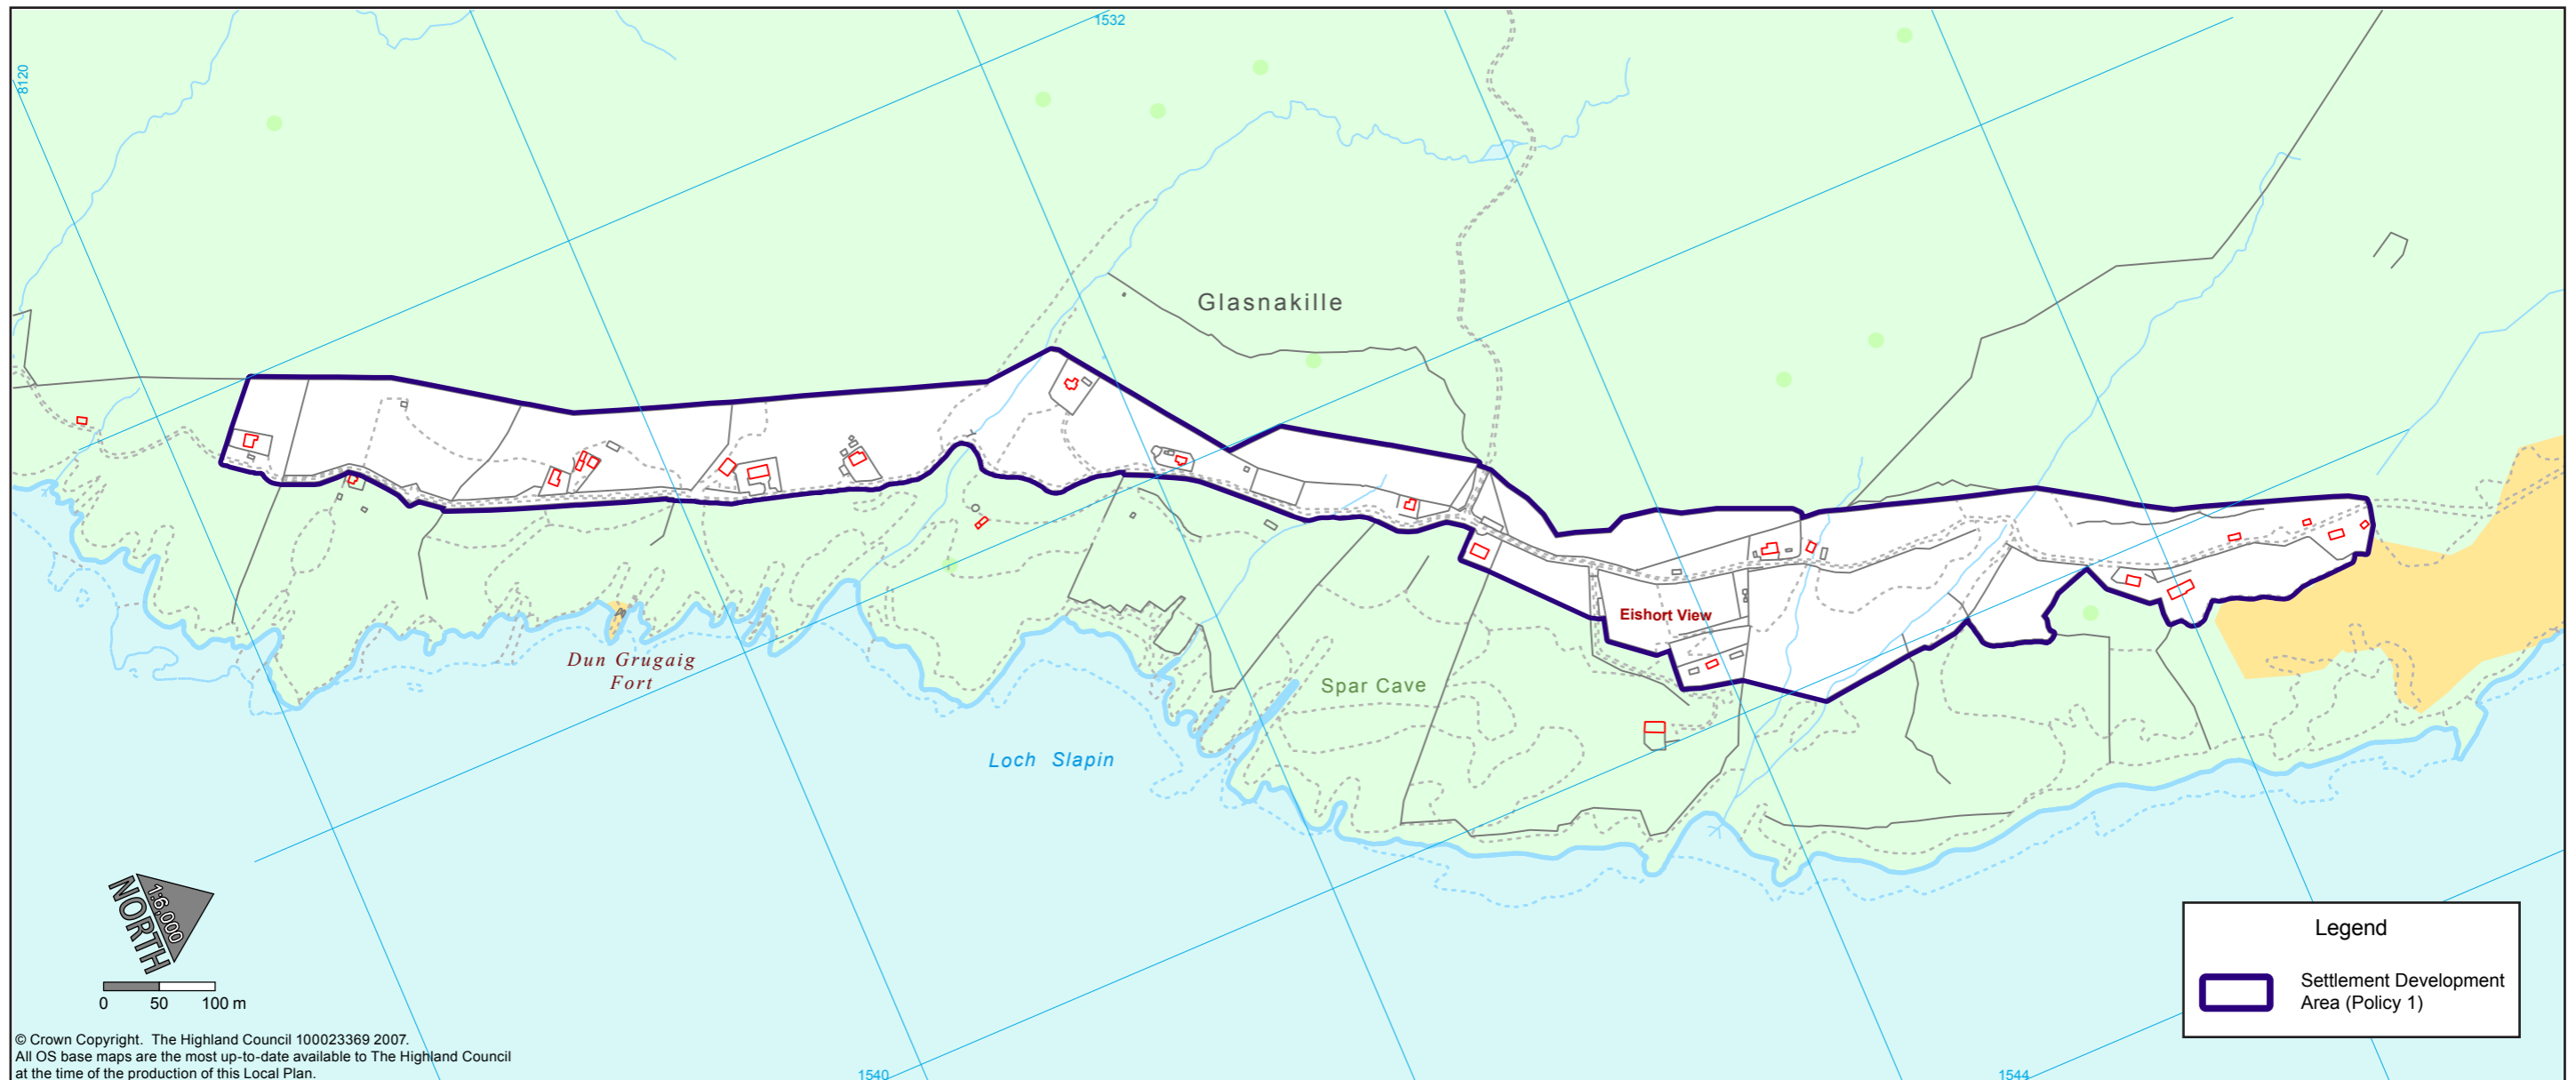 1532
8120
Glasnakille
Eishort View
Dun Grugaig
Fort
Spar Cave
Loch Slapin
1:6,000
NORTH
0 50 100 m
Legend
Settlement Development
Area (Policy 1)
© Crown Copyright. The Highland Council 100023369 2007.
All OS base maps are the most up-to-date available to The Highland Council
at the time of the production of this Local Plan.
1540
1544